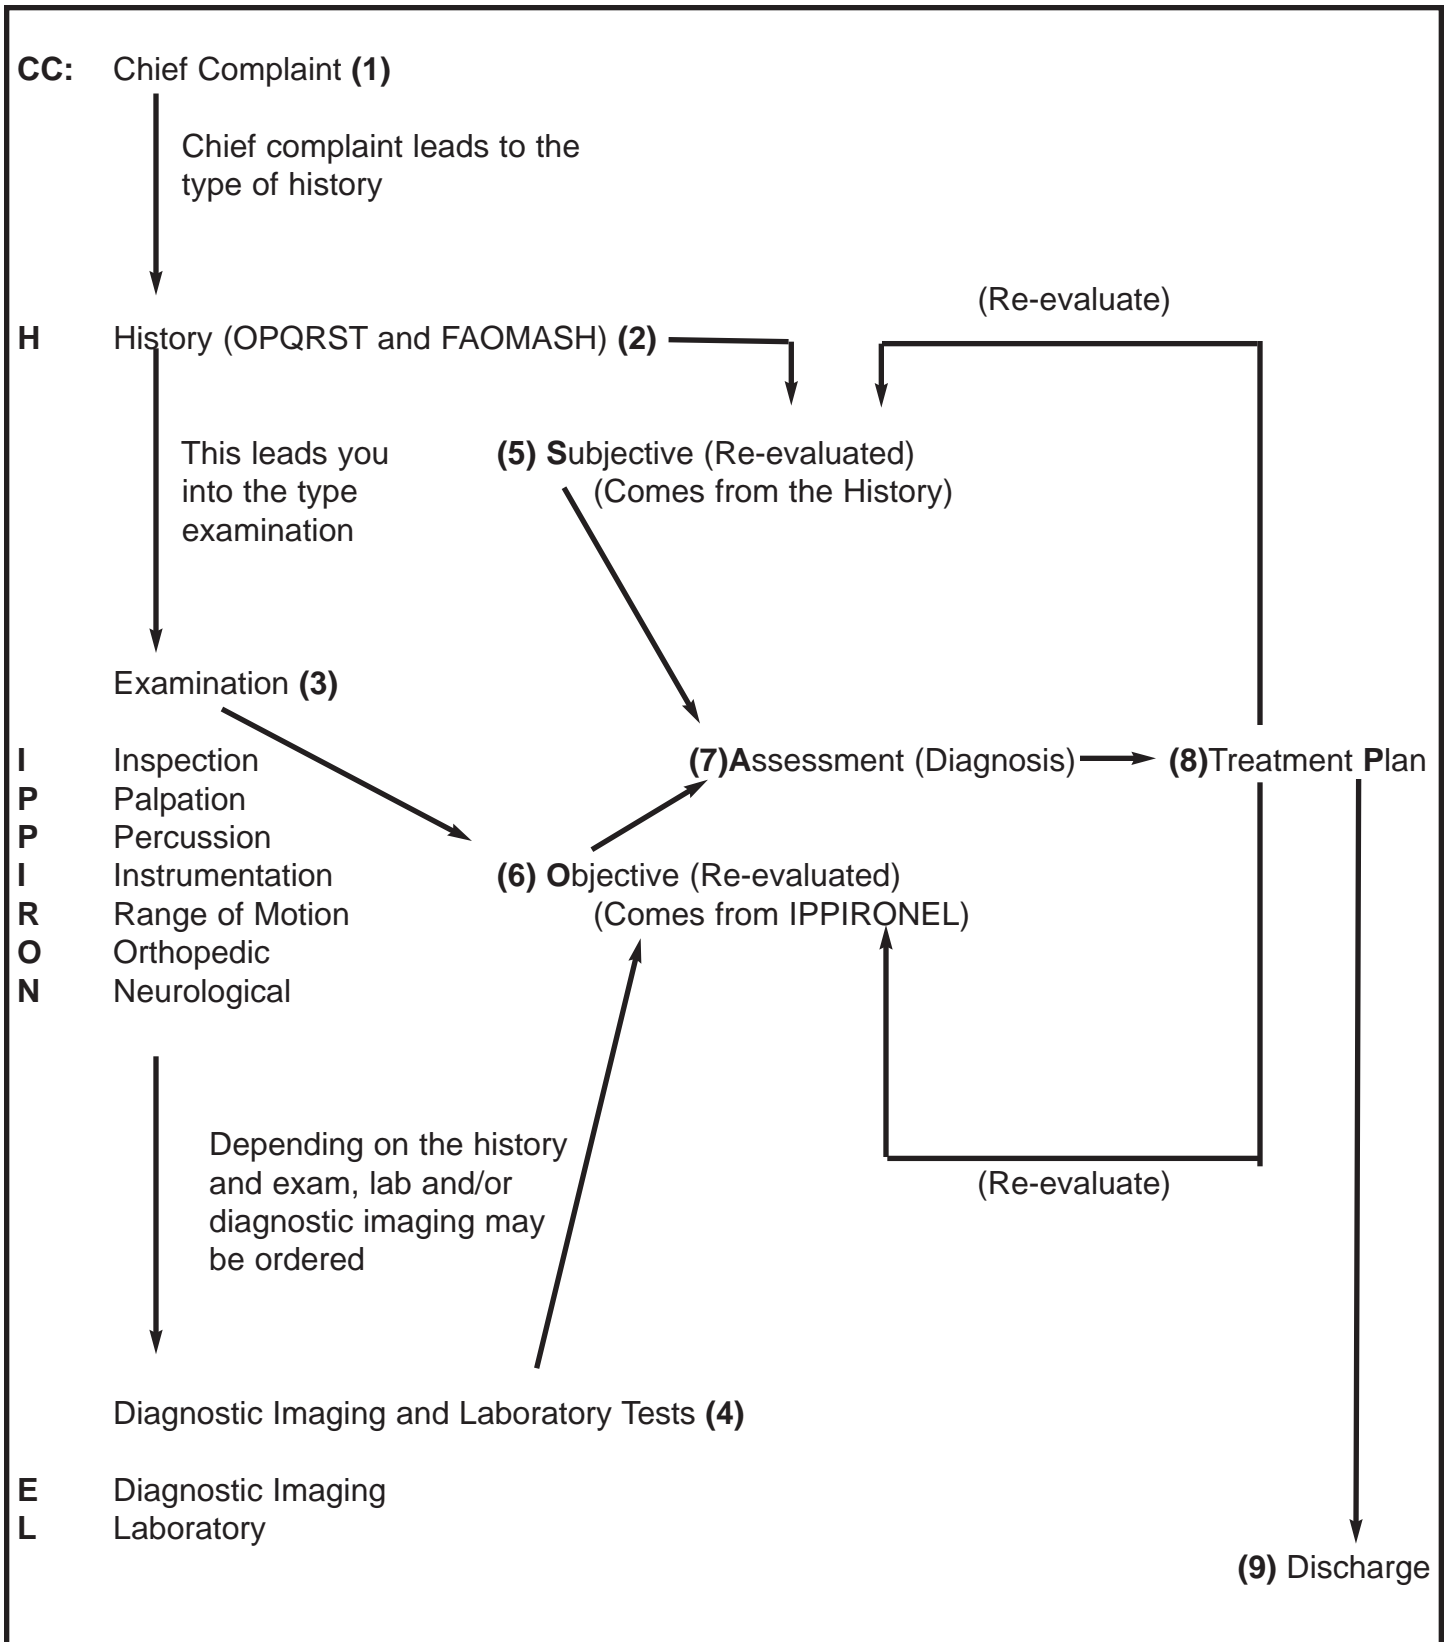 CC: Chief Complaint (1)
Chief complaint leads to the
type of history
(Re-evaluate)
H History (OPQRST and FAOMASH) (2)
This leads you
into the type
examination
(5) Subjective (Re-evaluated)
(Comes from the History)
Examination (3)
I Inspection
P Palpation
P Percussion
I Instrumentation
R Range of Motion
O Orthopedic
N Neurological
(7)Assessment (Diagnosis)
(8)Treatment Plan
(6) Objective (Re-evaluated)
(Comes from IPPIRONEL)
Depending on the history
and exam, lab and/or
diagnostic imaging may
be ordered
(Re-evaluate)
Diagnostic Imaging and Laboratory Tests (4)
E Diagnostic Imaging
L Laboratory
(9) Discharge